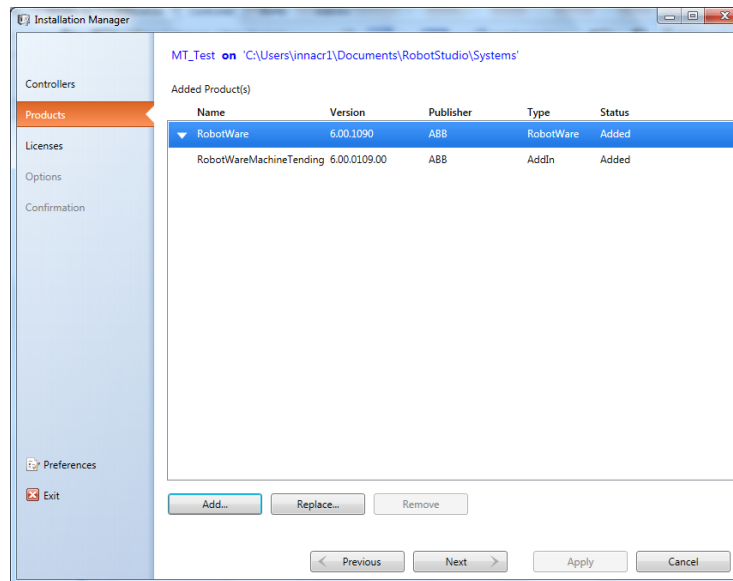 Installation Manager
MT_Test on 'C:\Users\innacr1\Documents\RobotStudio\Systems'
Controllers
Products
Licenses
Options
Confirmation
Preferences
Exit
Added Product(s)
Name Version Publisher Type Status
RobotWare 6.00.1090 ABB RobotWare Added
RobotWareMachineTending 6.00.0109.00 ABB AddIn Added
Add... Replace... Remove
Previous Next Apply Cancel